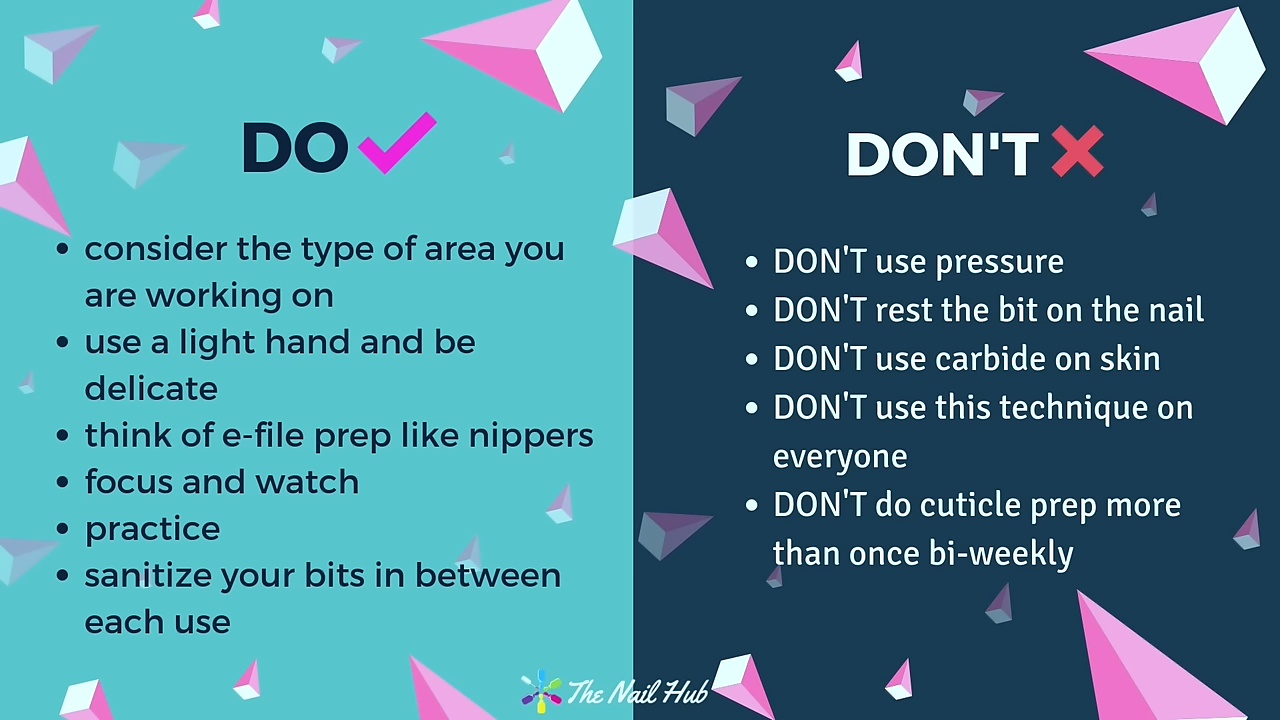 DO
• consider the type of area you
are working on
• use a light hand and be
delicate
• think of e-file prep like nippers
• focus and watch
• practice
• sanitize your bits in between
each use
DON'T
• DON'T use pressure
• DON'T rest the bit on the nail
• DON'T use carbide on skin
• DON'T use this technique on
everyone
• DON'T do cuticle prep more
than once bi-weekly
The Nail Hub